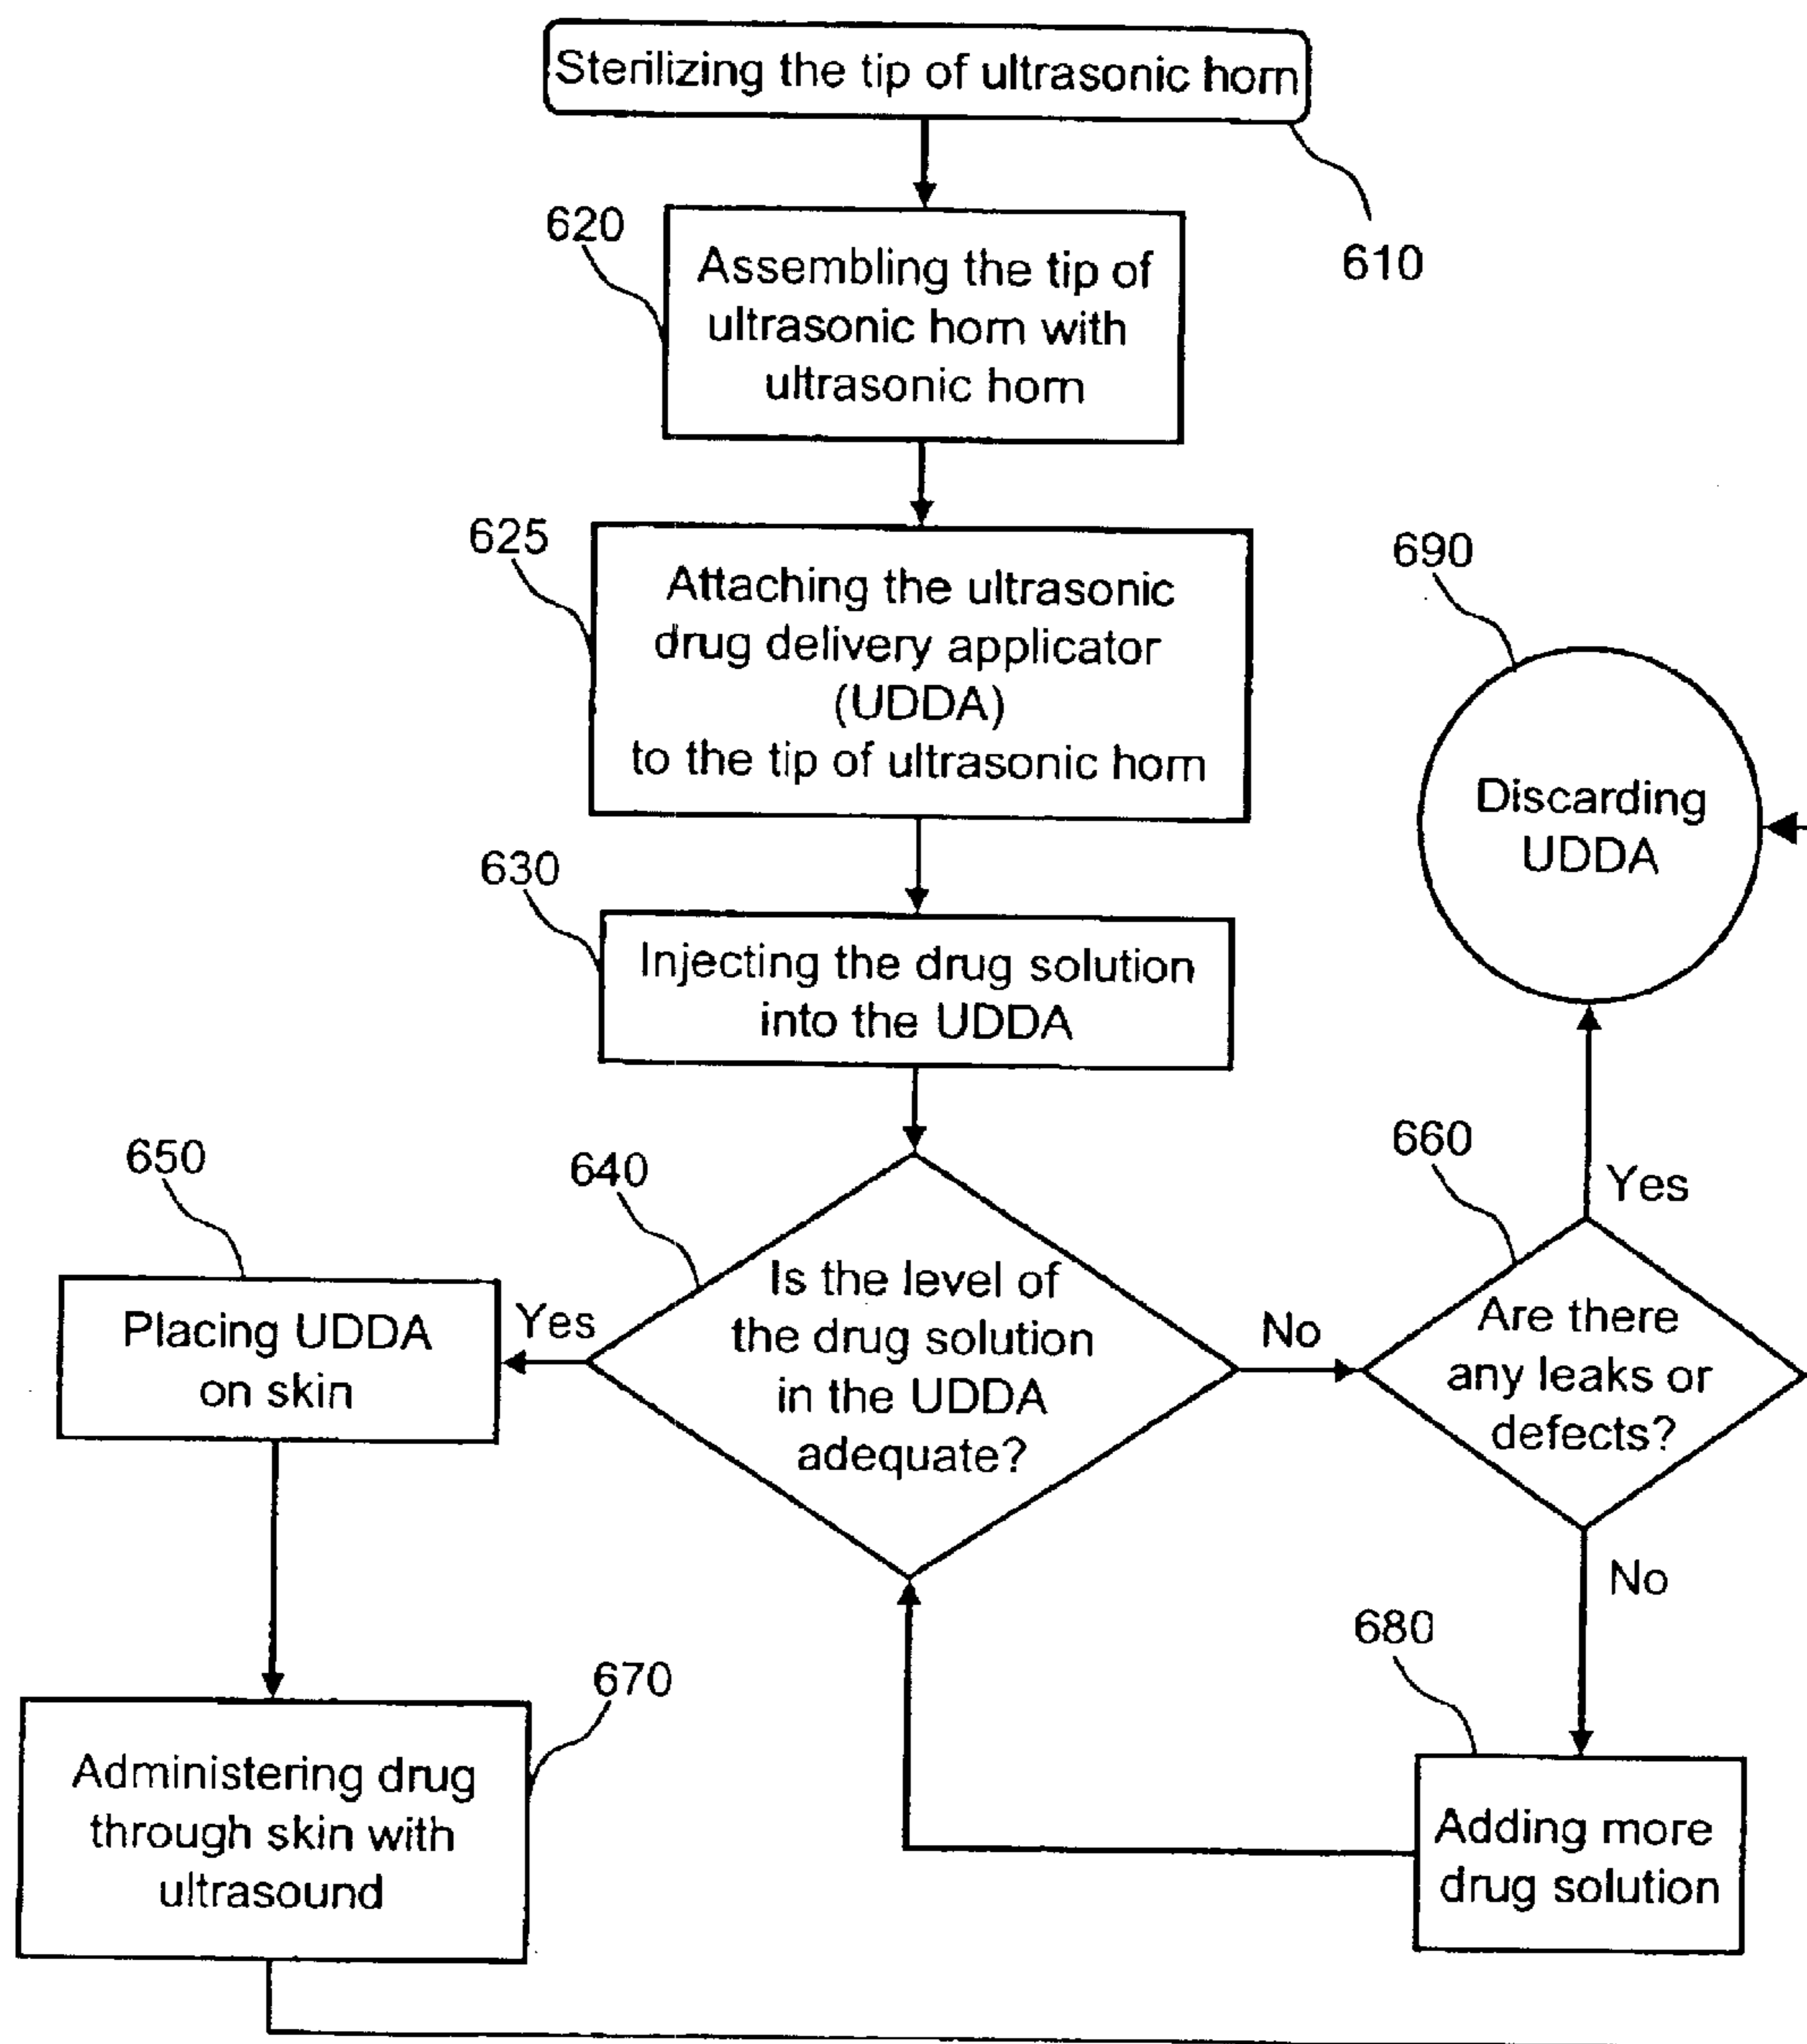 Sterilizing the tip of ultrasonic horn
610
620
Assembling the tip of
ultrasonic horn with
ultrasonic horn
625
Attaching the ultrasonic
drug delivery applicator
(UDDA)
to the tip of ultrasonic horn
690
Discarding
UDDA
630
Injecting the drug solution
into the UDDA
650
Placing UDDA
on skin
Yes
640
Is the level of
the drug solution
in the UDDA
adequate?
No
660
Yes
Are there
any leaks or
defects?
No
670
Administering drug
through skin with
ultrasound
680
Adding more
drug solution